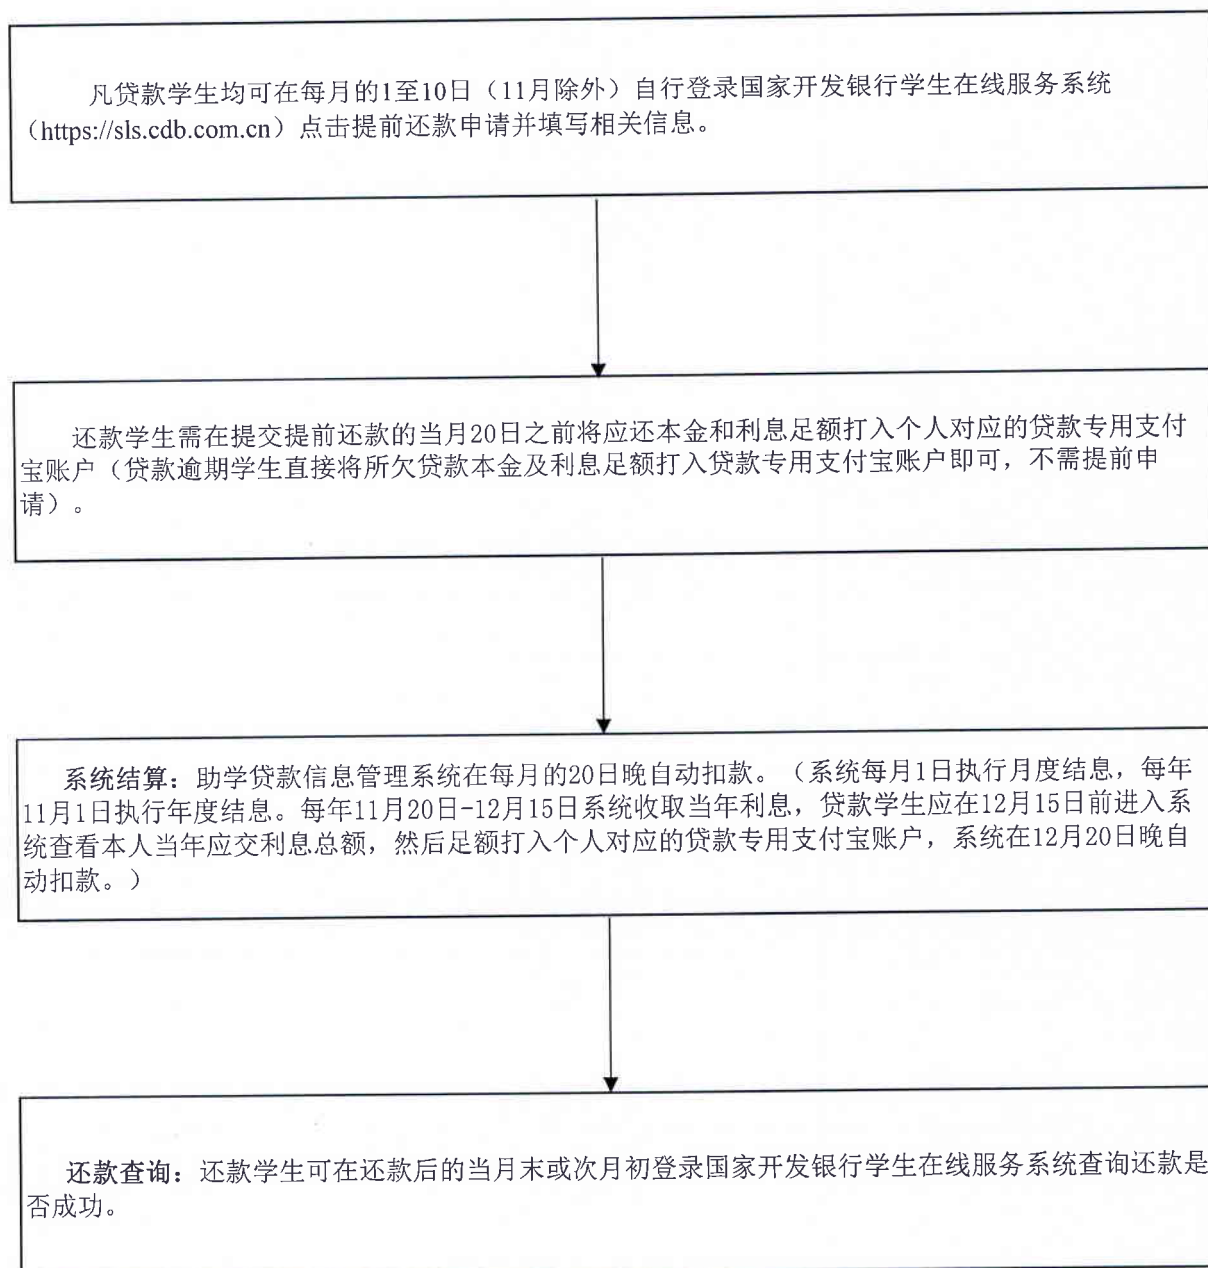 凡贷款学生均可在每月的1至10日（11月除外）自行登录国家开发银行学生在线服务系统
（https://sls.cdb.com.cn）点击提前还款申请并填写相关信息。
还款学生需在提交提前还款的当月20日之前将应还本金和利息足额打入个人对应的贷款专用支付
宝账户（贷款逾期学生直接将所欠贷款本金及利息足额打入贷款专用支付宝账户即可，不需提前申
请）。
系统结算：助学贷款信息管理系统在每月的20日晚自动扣款。（系统每月1日执行月度结息，每年
11月1日执行年度结息。每年11月20日-12月15日系统收取当年利息，贷款学生应在12月15日前进入系
统查看本人当年应交利息总额，然后足额打入个人对应的贷款专用支付宝账户，系统在12月20日晚自
动扣款。）
还款查询：还款学生可在还款后的当月末或次月初登录国家开发银行学生在线服务系统查询还款是
否成功。